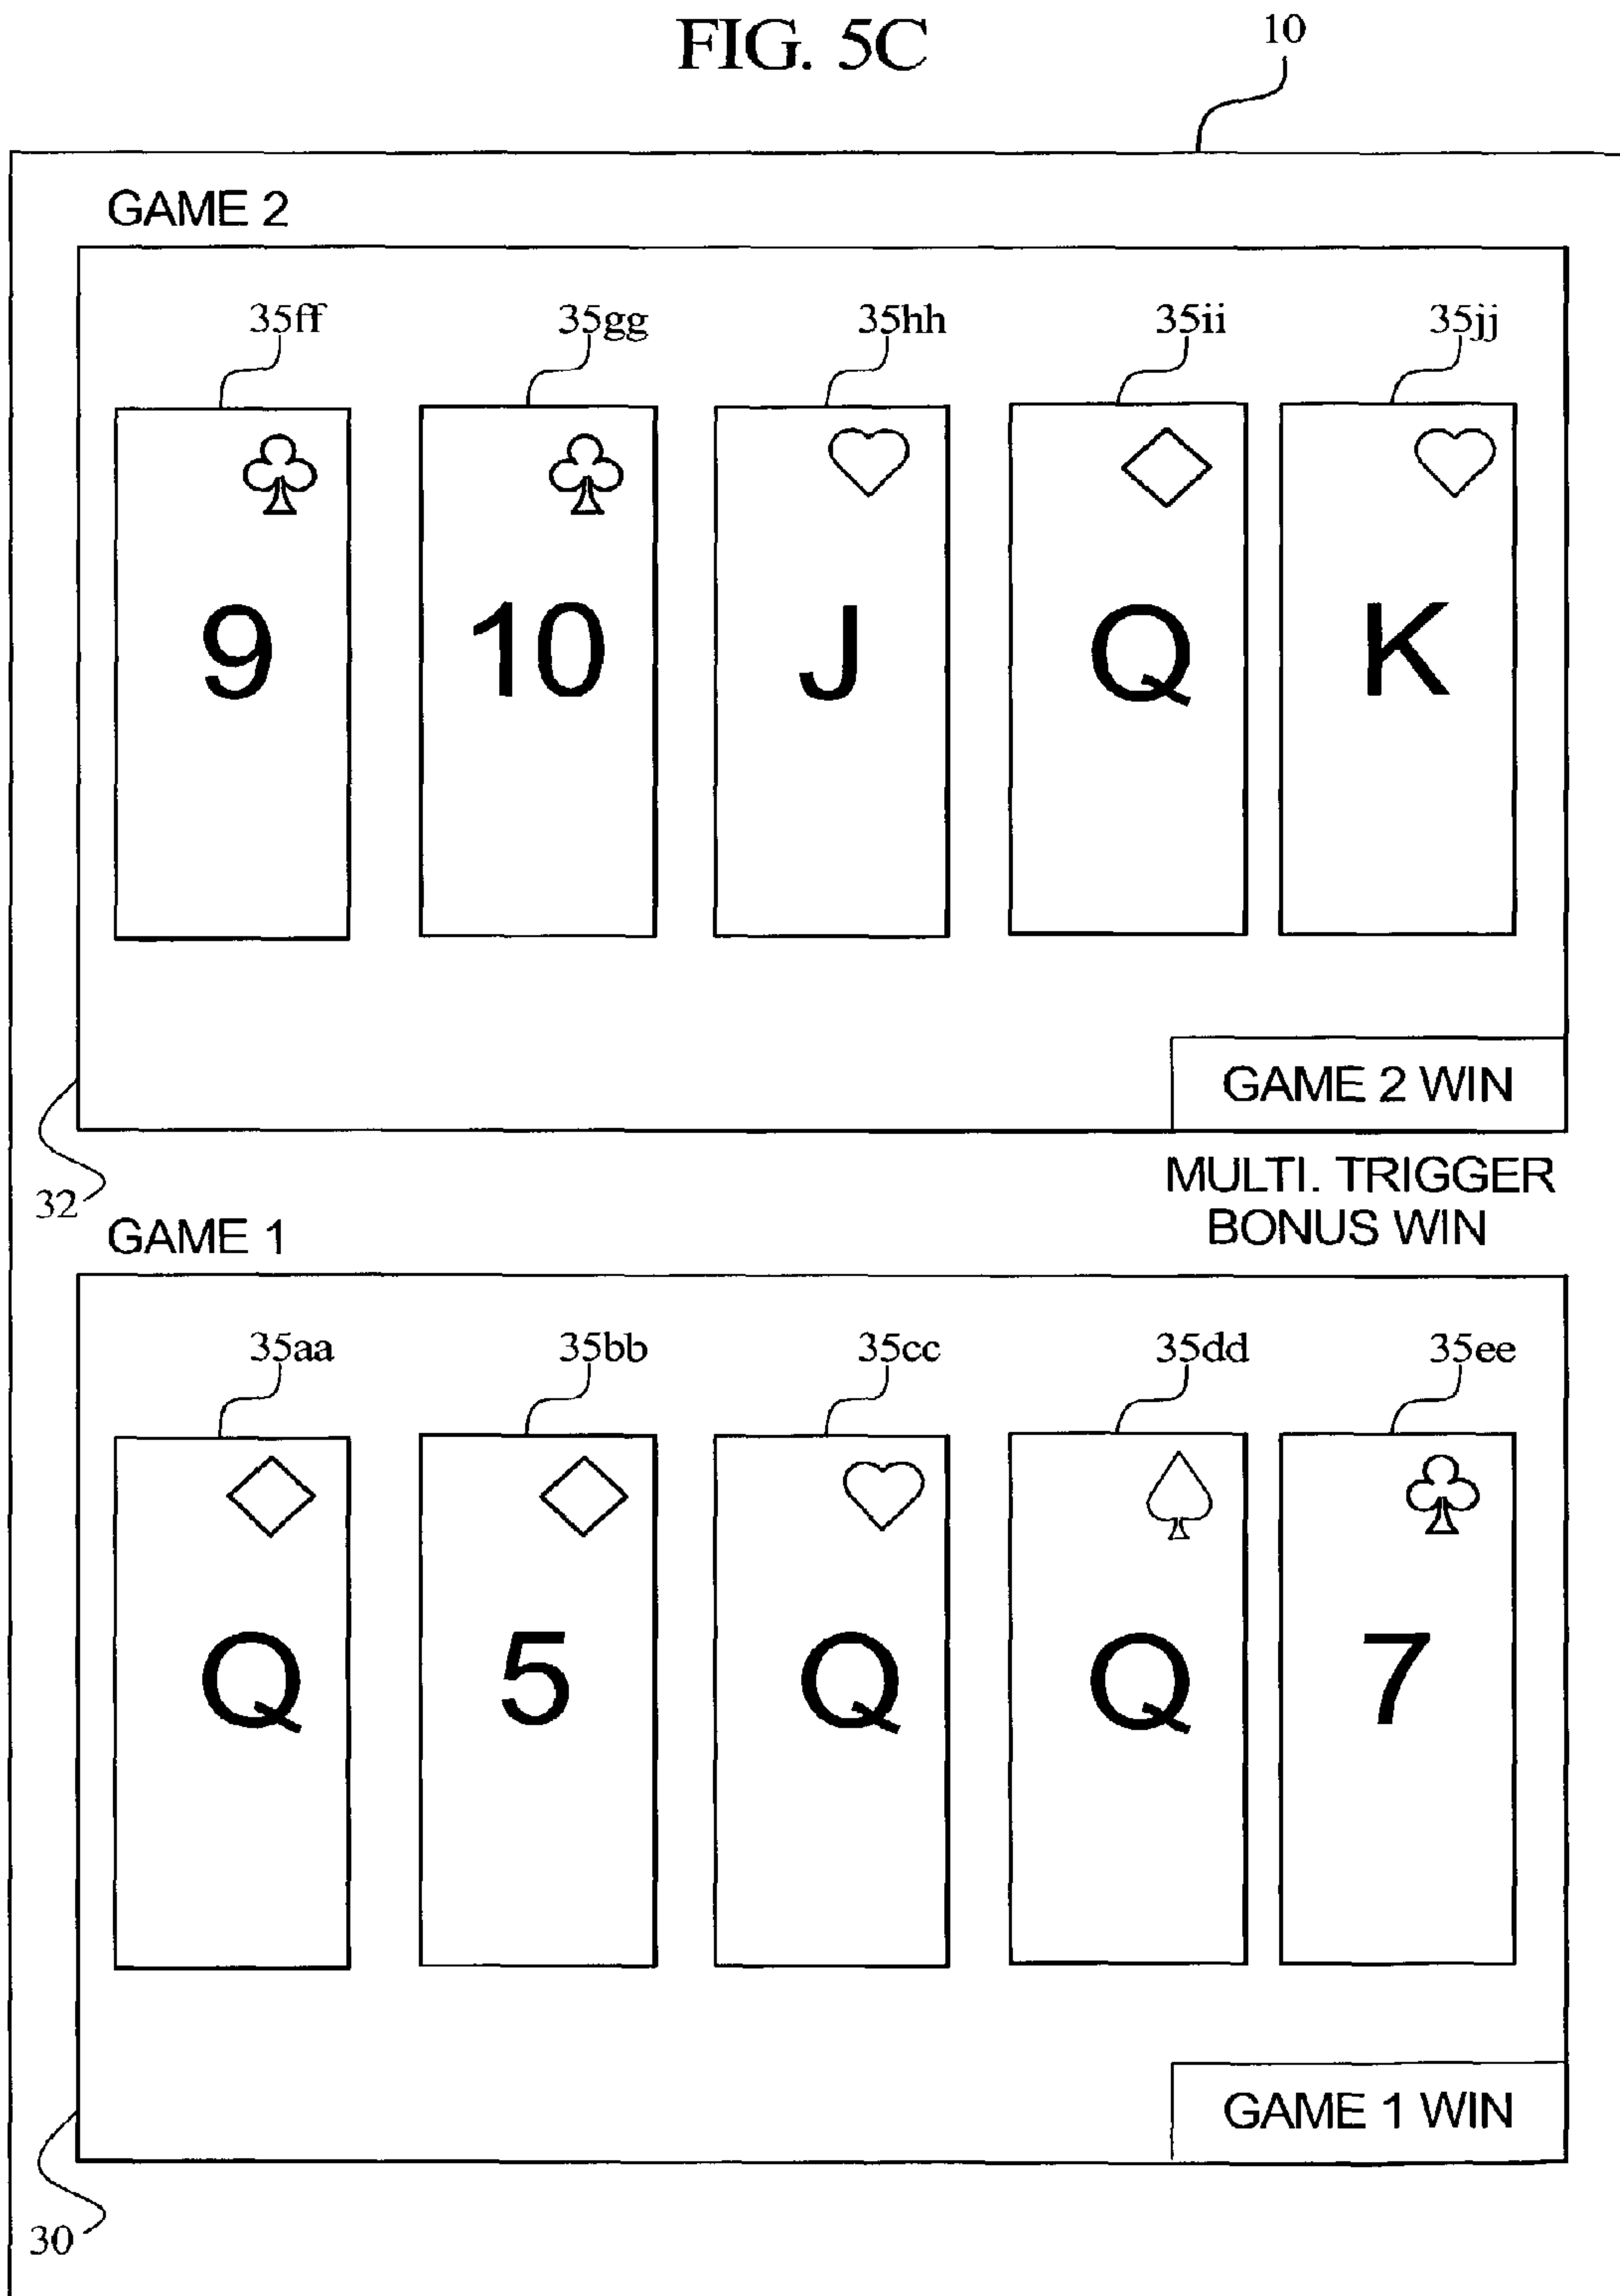 FIG. 5C
10
GAME 2
35ff 35gg 35hh 35ii 35jj
9 10 J Q K
GAME 2 WIN
32
MULTI. TRIGGER
BONUS WIN
GAME 1
35aa 35bb 35cc 35dd 35ee
Q 5 Q Q 7
GAME 1 WIN
30